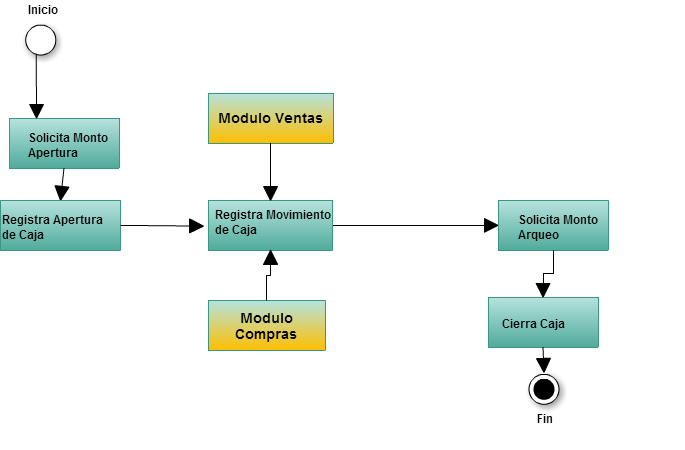 Inicio
Solicita Monto
Apertura
Registra Apertura
de Caja
Modulo Ventas
Registra Movimiento
de Caja
Modulo
Compras
Solicita Monto
Arqueo
Cierra Caja
Fin